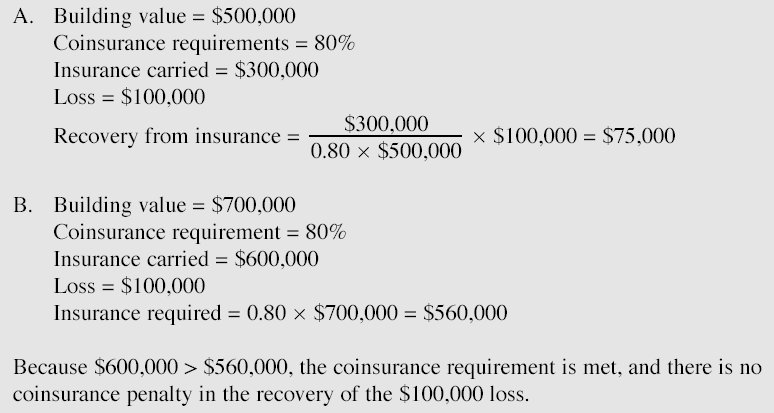 A. Building value = $500,000
Coinsurance requirements = 80%
Insurance carried = $300,000
Loss = $100,000
Recovery from insurance = $300,000 / 0.80 × $500,000 × $100,000 = $75,000
B. Building value = $700,000
Coinsurance requirement = 80%
Insurance carried = $600,000
Loss = $100,000
Insurance required = 0.80 × $700,000 = $560,000
Because $600,000 > $560,000, the coinsurance requirement is met, and there is no
coinsurance penalty in the recovery of the $100,000 loss.